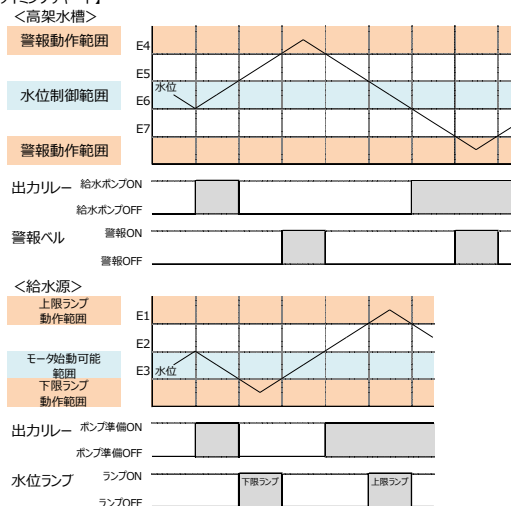 ＜高架水槽＞
警報動作範囲
E4
E5
水位
水位制御範囲
E6
E7
警報動作範囲
出力リレー
給水ポンプON
給水ポンプOFF
警報ベル
警報ON
警報OFF
＜給水源＞
上限ランプ
動作範囲
E1
E2
モータ始動可能
範囲
E3
水位
下限ランプ
動作範囲
出力リレー
ポンプ準備ON
ポンプ準備OFF
水位ランプ
ランプON
下限ランプ
上限ランプ
ランプOFF